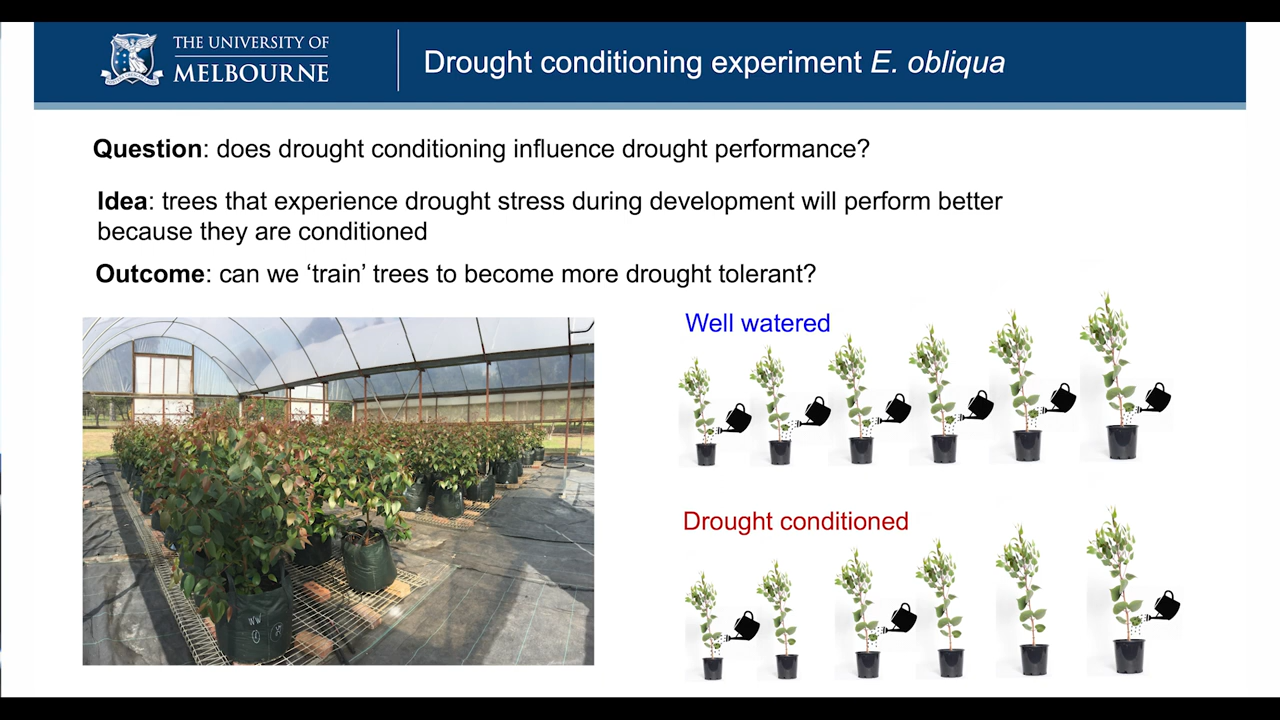 THE UNIVERSITY OF
MELBOURNE
Drought conditioning experiment E. obliqua
Question: does drought conditioning influence drought performance?
Idea: trees that experience drought stress during development will perform better
because they are conditioned
Outcome: can we ‘train’ trees to become more drought tolerant?
Well watered
Drought conditioned
WW